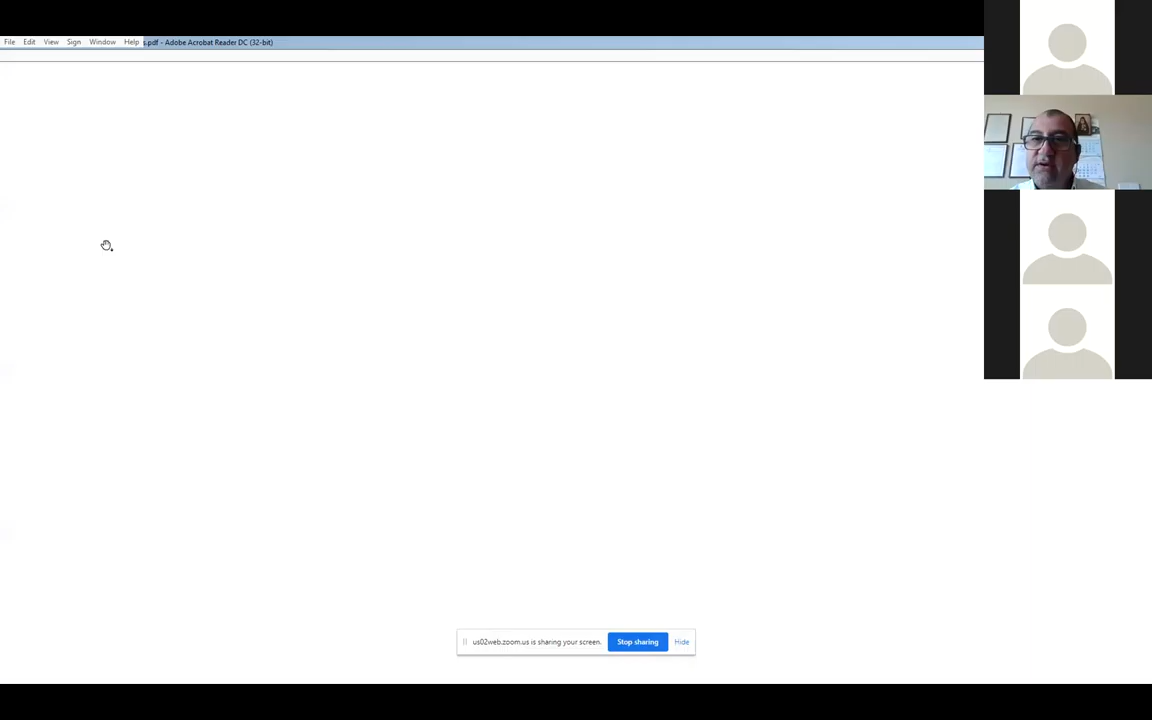 File Edit View Sign Window Help s.pdf - Adobe Acrobat Reader DC (32-bit)
us02web.zoom.us is sharing your screen. Stop sharing Hide